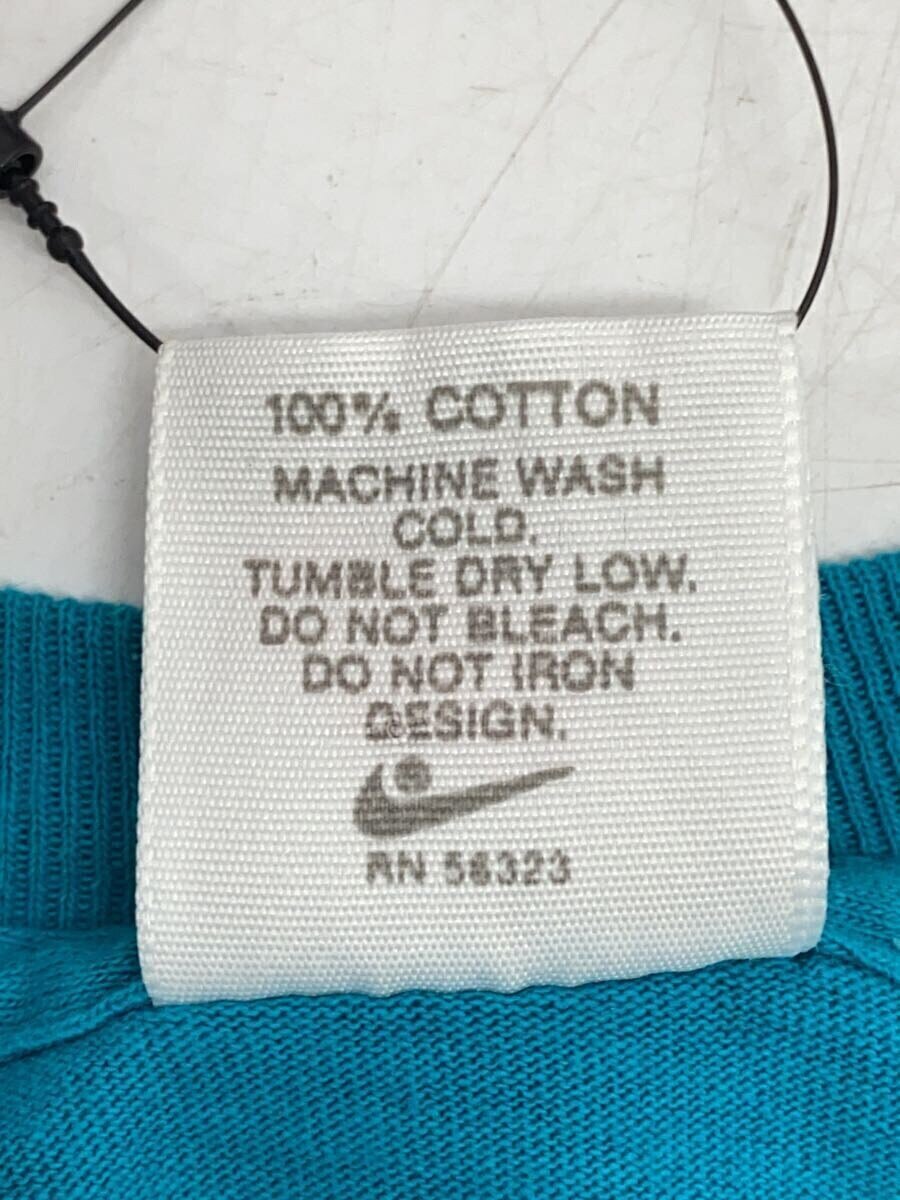 100% COTTON
MACHINE WASH
COLD.
TUMBLE DRY LOW.
DO NOT BLEACH.
DO NOT IRON
DESIGN.
RN 56323